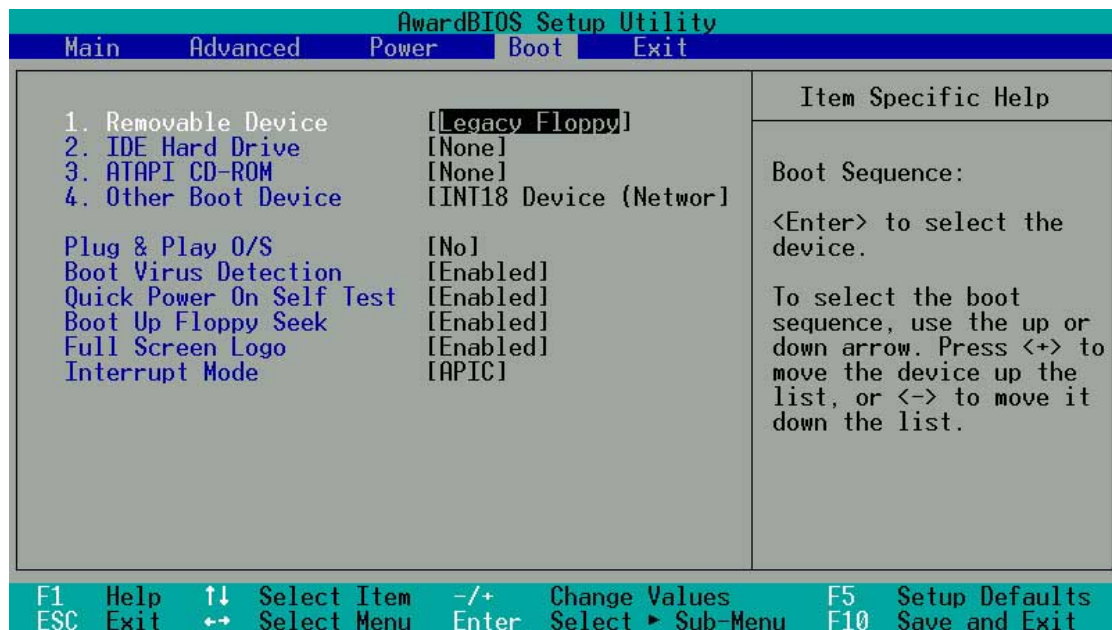 AwardBIOS Setup Utility
Main Advanced Power Boot Exit
1. Removable Device [Legacy Floppy]
2. IDE Hard Drive [None]
3. ATAPI CD-ROM [None]
4. Other Boot Device [INT18 Device (Networ]
Plug & Play O/S [No]
Boot Virus Detection [Enabled]
Quick Power On Self Test [Enabled]
Boot Up Floppy Seek [Enabled]
Full Screen Logo [Enabled]
Interrupt Mode [APIC]
Item Specific Help
Boot Sequence:
<Enter> to select the
device.
To select the boot
sequence, use the up or
down arrow. Press <+> to
move the device up the
list, or <-> to move it
down the list.
F1 Help ↑↓ Select Item -/+ Change Values F5 Setup Defaults
ESC Exit ←→ Select Menu Enter Select ► Sub-Menu F10 Save and Exit